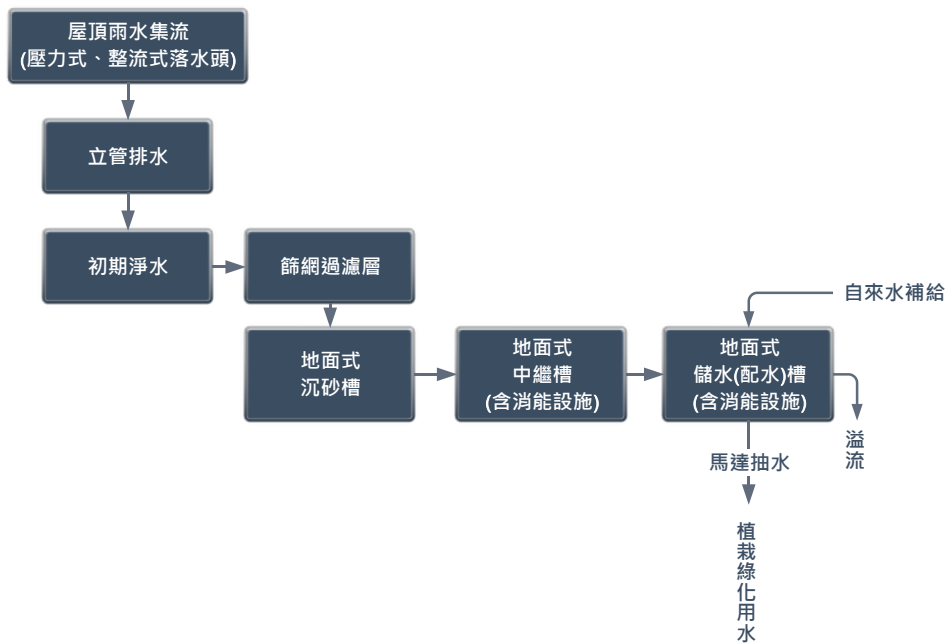 屋頂雨水集流
(壓力式、整流式落水頭)
立管排水
初期淨水
篩網過濾層
自來水補給
地面式
沉砂槽
地面式
中繼槽
(含消能設施)
地面式
儲水(配水)槽
(含消能設施)
溢流
馬達抽水
植栽綠化用水